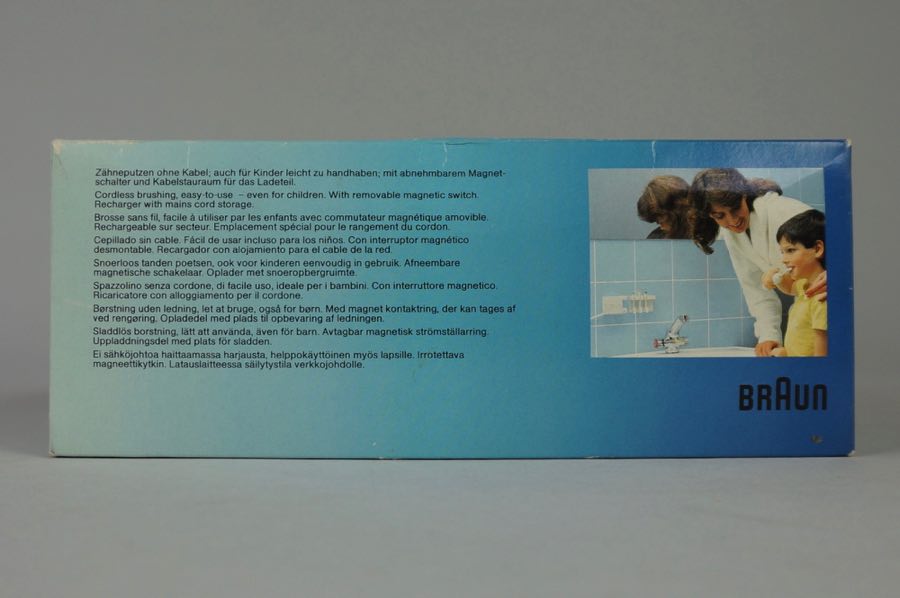 Zähneputzen ohne Kabel; auch für Kinder leicht zu handhaben; mit abnehmbarem Magnet-
schalter und Kabelstauraum für das Ladeteil.
Cordless brushing, easy-to-use – even for children. With removable magnetic switch.
Recharger with mains cord storage.
Brosse sans fil, facile à utiliser par les enfants avec commutateur magnétique amovible.
Rechargeable sur secteur. Emplacement spécial pour le rangement du cordon.
Cepillado sin cable. Fácil de usar incluso para los niños. Con interruptor magnético
desmontable. Recargador con alojamiento para el cable de la red.
Snoerloos tanden poetsen, ook voor kinderen eenvoudig in gebruik. Afneembare
magnetische schakelaar. Oplader met snoeropbergruimte.
Spazzolino senza cordone, di facile uso, ideale per i bambini. Con interruttore magnetico.
Ricaricatore con alloggiamento per il cordone.
Børstning uden ledning, let at bruge, også for børn. Med magnet kontaktring, der kan tages af
ved rengøring. Opladedel med plads til opbevaring af ledningen.
Sladdlös borstning, lätt att använda, även för barn. Avtagbar magnetisk strömställarring.
Uppladdningsdel med plats för sladden.
Ei sähköjohtoa haittaamassa harjausta, helppokäyttöinen myös lapsille. Irrotettava
magneettikytkin. Latauslaitteessa säilytystila verkkojohdolle.
BRAUN